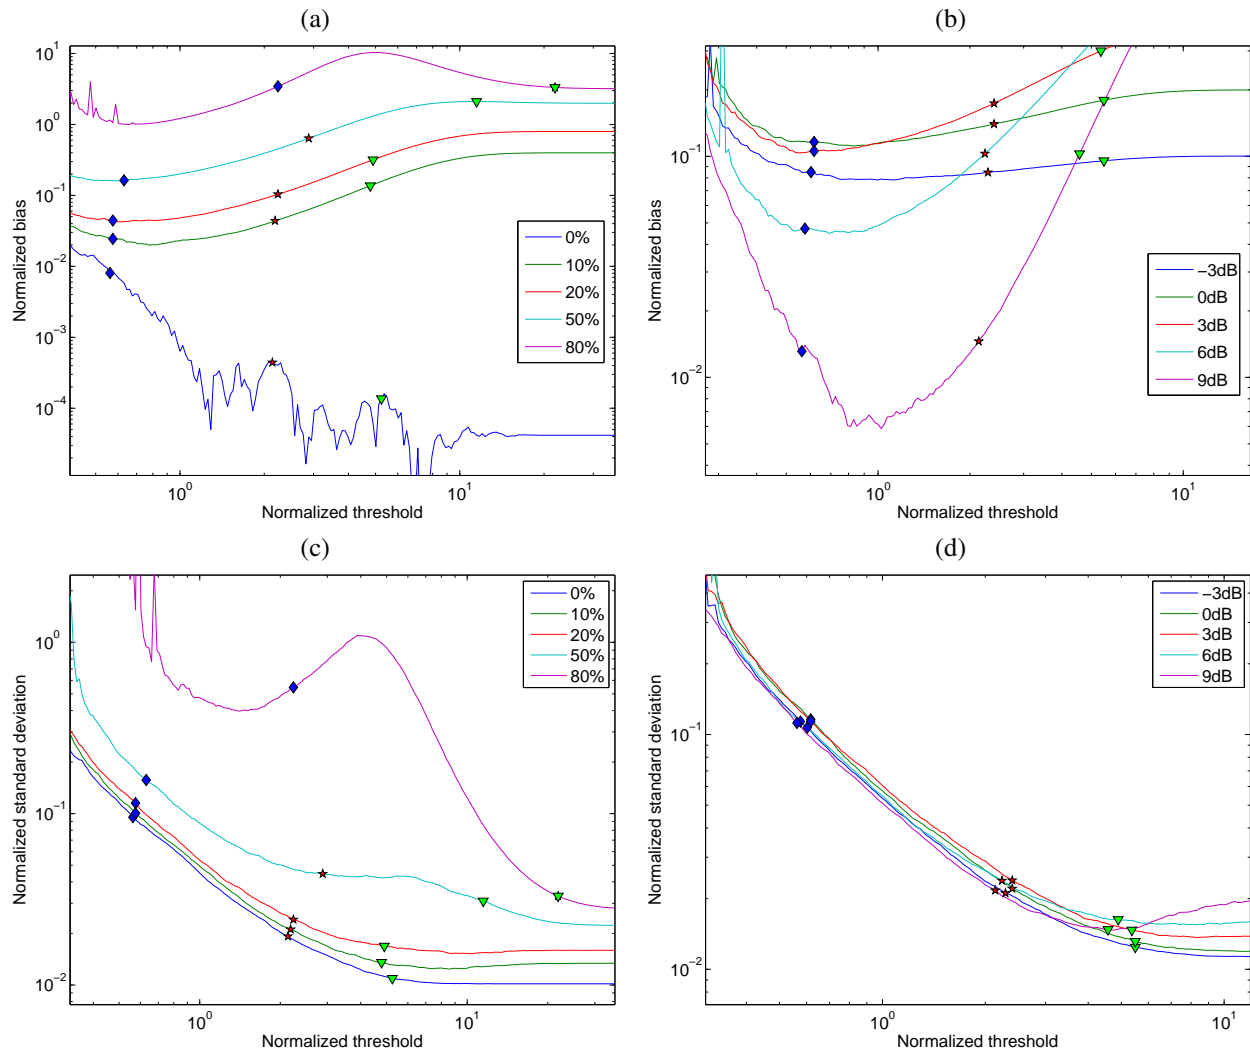 (a)
10^1
10^0
10^-1
10^-2
10^-3
10^-4
Normalized bias
0%
10%
20%
50%
80%
10^0
10^1
Normalized threshold
(b)
10^-1
10^-2
Normalized bias
−3dB
0dB
3dB
6dB
9dB
10^0
10^1
Normalized threshold
(c)
10^0
10^-1
10^-2
Normalized standard deviation
0%
10%
20%
50%
80%
10^0
10^1
Normalized threshold
(d)
10^-1
10^-2
Normalized standard deviation
−3dB
0dB
3dB
6dB
9dB
10^0
10^1
Normalized threshold